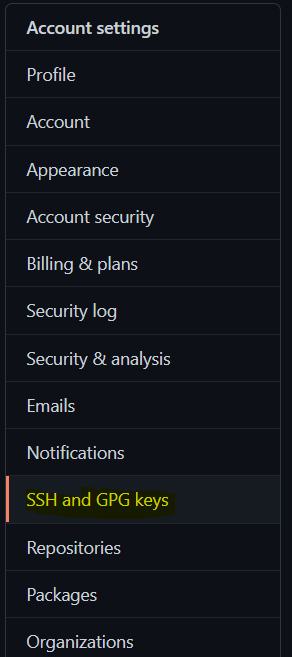 Account settings
Profile
Account
Appearance
Account security
Billing & plans
Security log
Security & analysis
Emails
Notifications
SSH and GPG keys
Repositories
Packages
Organizations